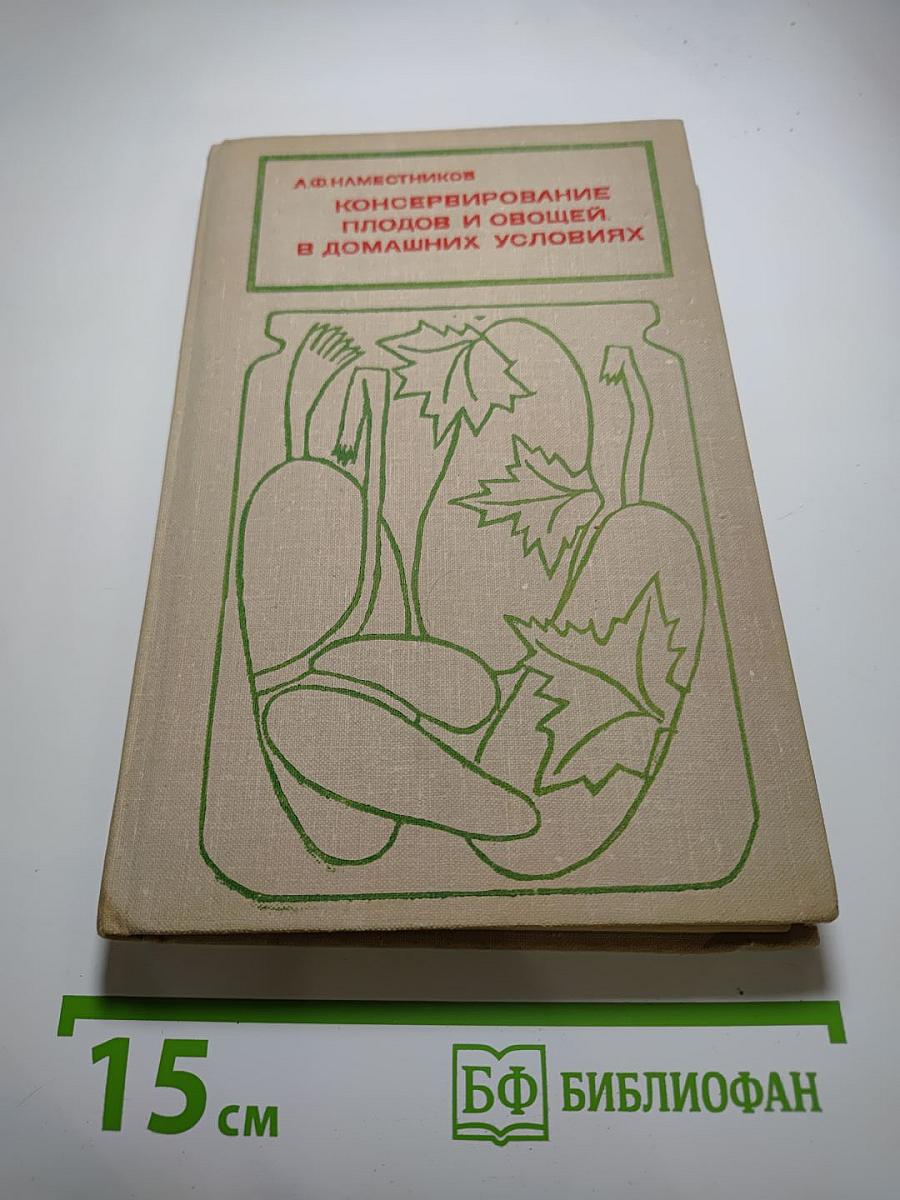 А.Ф.НАМЕСТНИКОВ
КОНСЕРВИРОВАНИЕ
ПЛОДОВ И ОВОЩЕЙ
В ДОМАШНИХ УСЛОВИЯХ
15 см
БФ БИБЛИОФАН